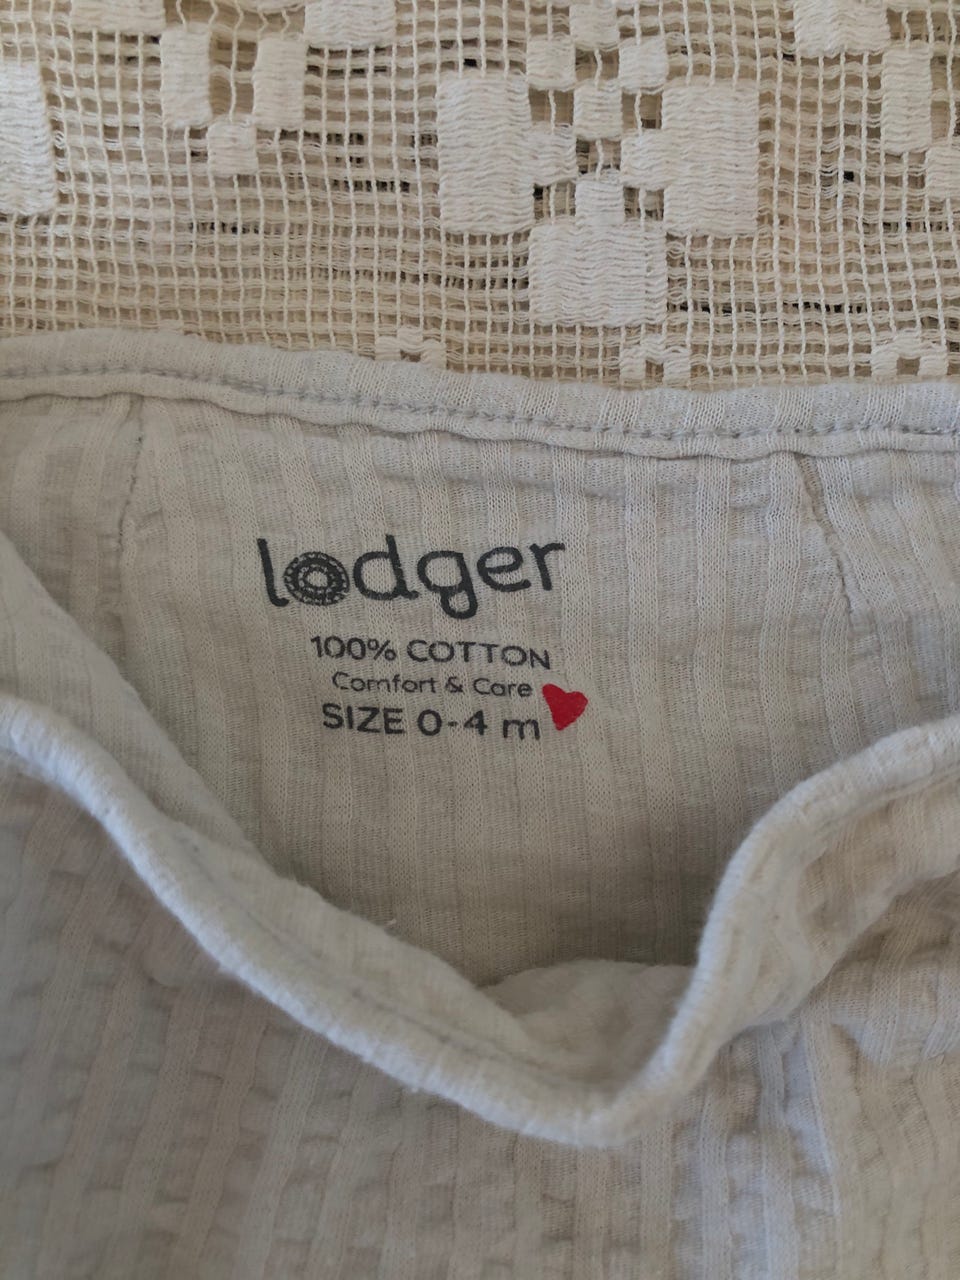 lodger
100% COTTON
Comfort & Care
SIZE 0-4 m